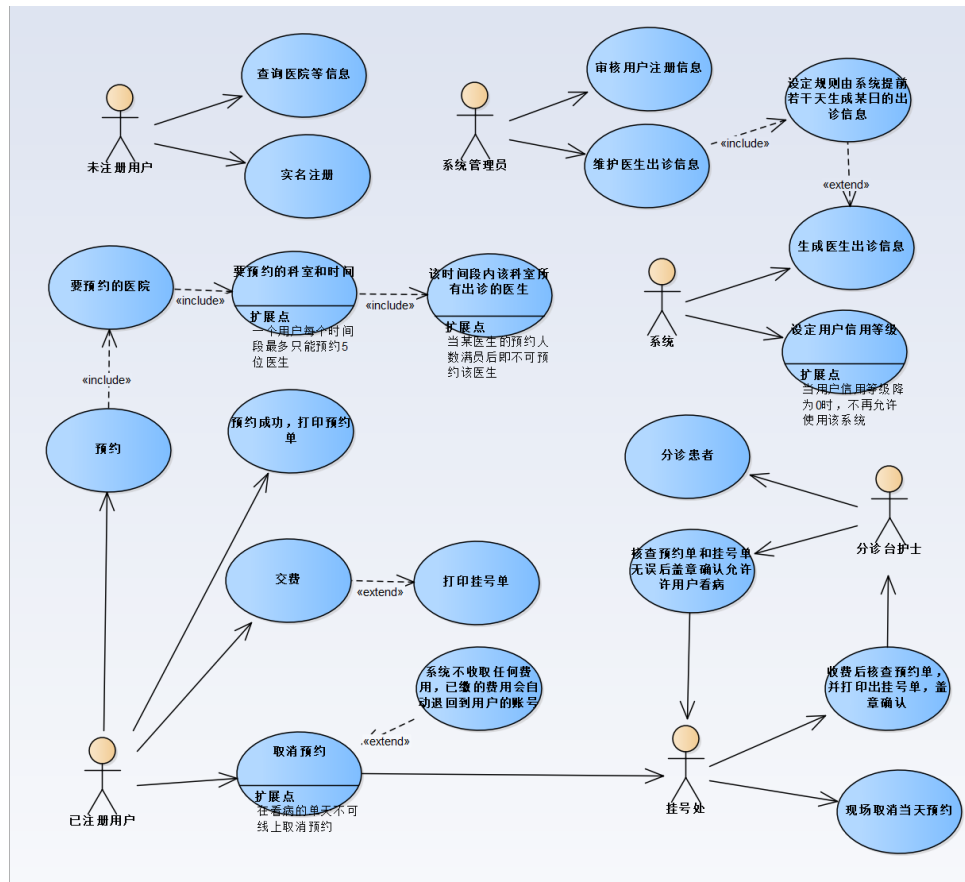 查询医院等信息
实名注册
未注册用户
审核用户注册信息
维护医生出诊信息
系统管理员
«include»
设定规则由系统提前
若干天生成某日的出
诊信息
«extend»
生成医生出诊信息
系统
设定用户信用等级
扩展点
当用户信用等级降
为0时，不再允许
使用该系统
要预约的医院
«include»
要预约的科室和时间
扩展点
一个用户每个时间
段最多只能预约5
位医生
«include»
该时间段内该科室所
有出诊的医生
扩展点
当某医生的预约人
数满员后即不可预
约该医生
«include»
预约
预约成功，打印预约
单
交费
«extend»
打印挂号单
系统不收取任何费
用，已缴的费用会自
动退回到用户的账号
«extend»
取消预约
扩展点
在看病的单天不可
线上取消预约
已注册用户
分诊患者
分诊台护士
核查预约单和挂号单
无误后盖章确认允许
许用户看病
收费后核查预约单，
并打印出挂号单，盖
章确认
挂号处
现场取消当天预约